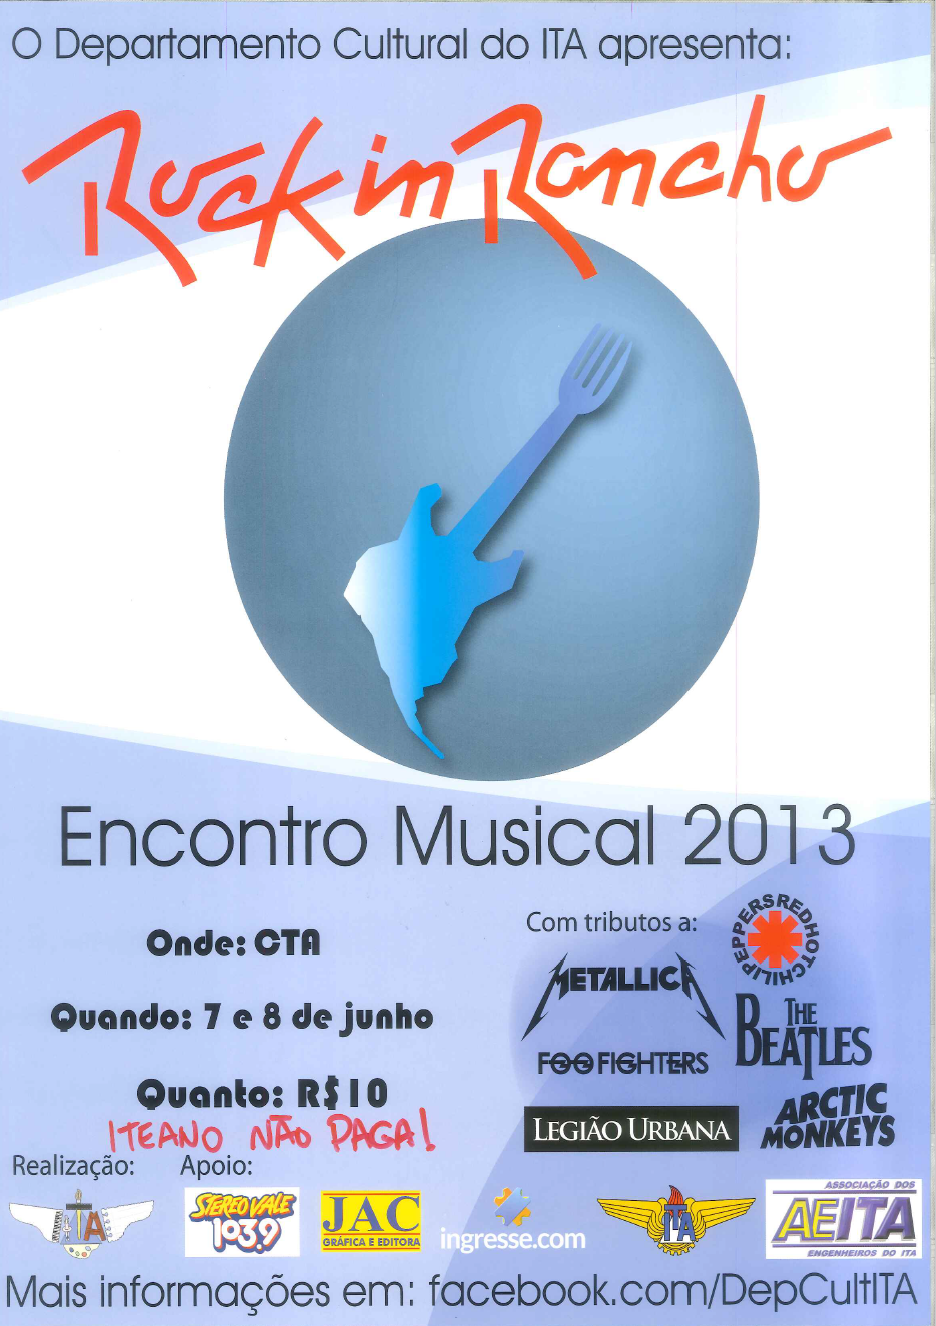 O Departamento Cultural do ITA apresenta:
Rock in Rancho
Encontro Musical 2013
Onde: CTA
Quando: 7 e 8 de junho
Quanto: R$10
ITEANO NÃO PAGA!
Com tributos a:
RED HOT CHILI PEPPERS
METALLICA
THE BEATLES
FOO FIGHTERS
LEGIÃO URBANA
ARCTIC MONKEYS
Realização:
Apoio:
ITA
STEREO VALE
103,9
JAC
GRÁFICA E EDITORA
ingresse.com
ITA
ASSOCIAÇÃO DOS
AEITA
ENGENHEIROS DO ITA
Mais informações em: facebook.com/DepCultITA